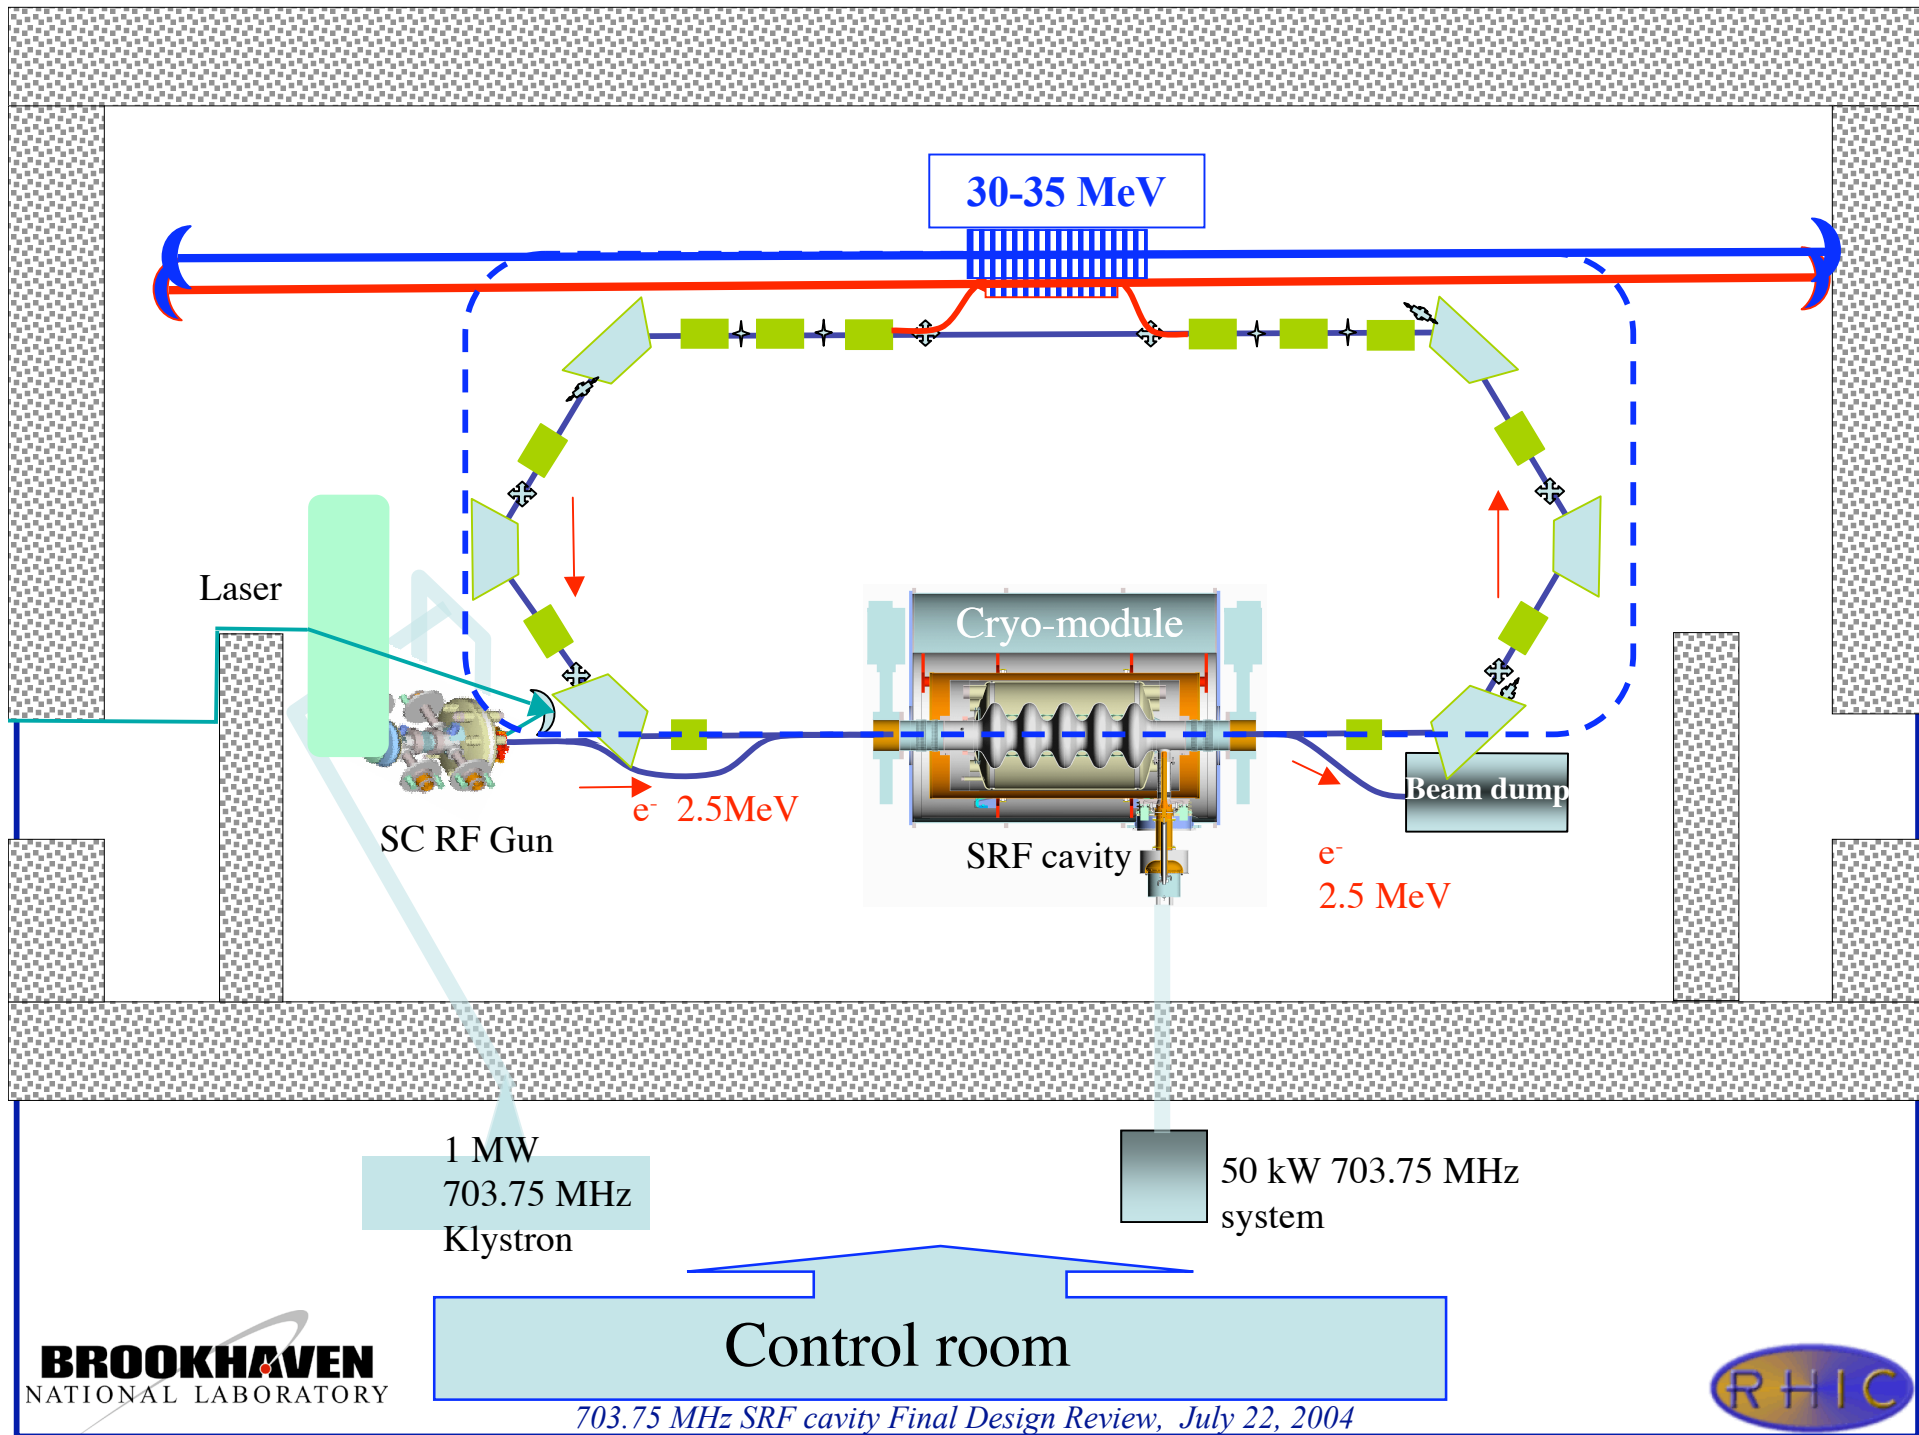 30-35 MeV
Laser
Cryo-module
e- 2.5MeV
SC RF Gun
SRF cavity
Beam dump
e-
2.5 MeV
1 MW
703.75 MHz
Klystron
50 kW 703.75 MHz
system
Control room
BROOKHAVEN
NATIONAL LABORATORY
RHIC
703.75 MHz SRF cavity Final Design Review, July 22, 2004